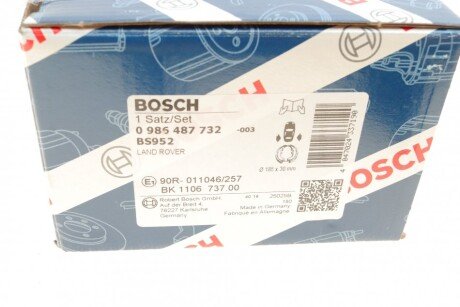 BOSCH
BOSCH
BOSCH
1 Satz/Set
0 986 487 732 -003
BS952
LAND ROVER
Ø 185 x 30 mm
E1 90R- 011046/257
BK 1106 737.00
Robert Bosch GmbH
Auf der Breit 4,
76227 Karlsruhe
Germany
Made in Germany
Fabriqué en Allemagne
BOSCH